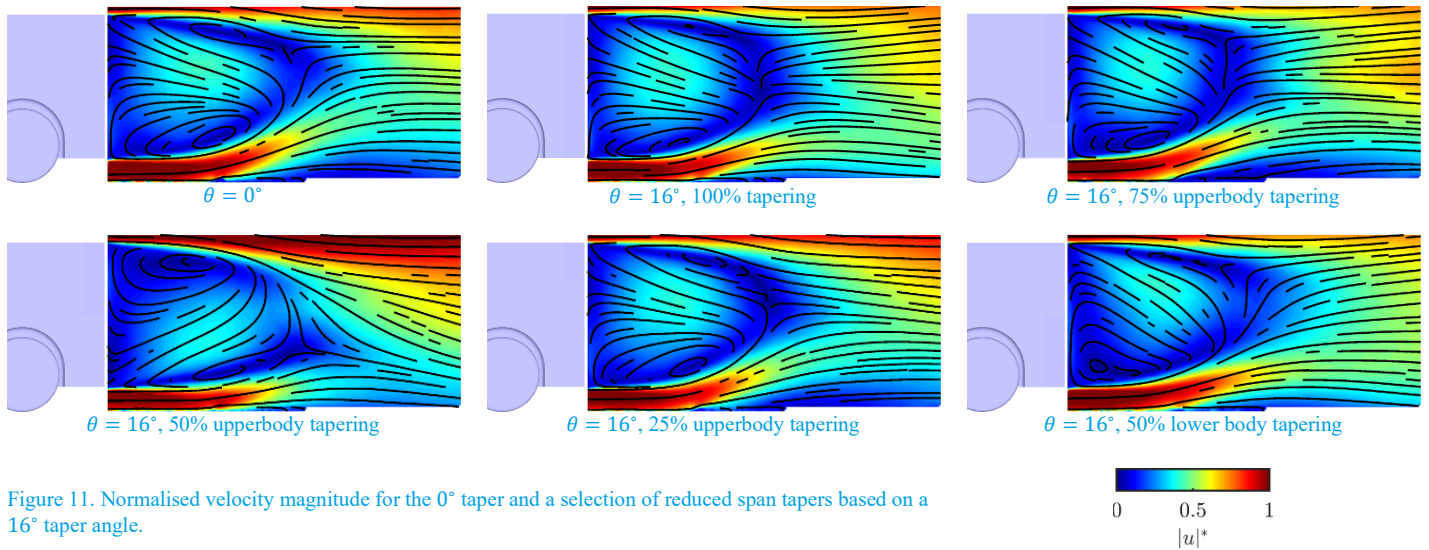 θ = 0°
θ = 16°, 100% tapering
θ = 16°, 75% upperbody tapering
θ = 16°, 50% upperbody tapering
θ = 16°, 25% upperbody tapering
θ = 16°, 50% lower body tapering
Figure 11. Normalised velocity magnitude for the 0° taper and a selection of reduced span tapers based on a
16° taper angle.
0 0.5 1
|u|*